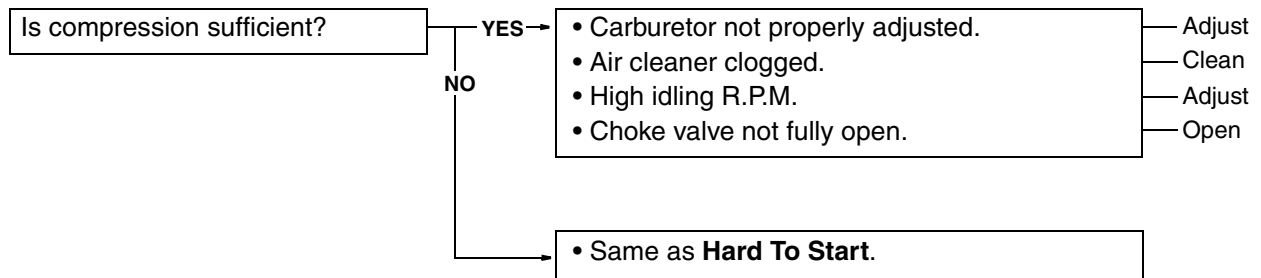 Is compression sufficient?
YES
• Carburetor not properly adjusted.
Adjust
• Air cleaner clogged.
Clean
• High idling R.P.M.
Adjust
• Choke valve not fully open.
Open
NO
• Same as Hard To Start.